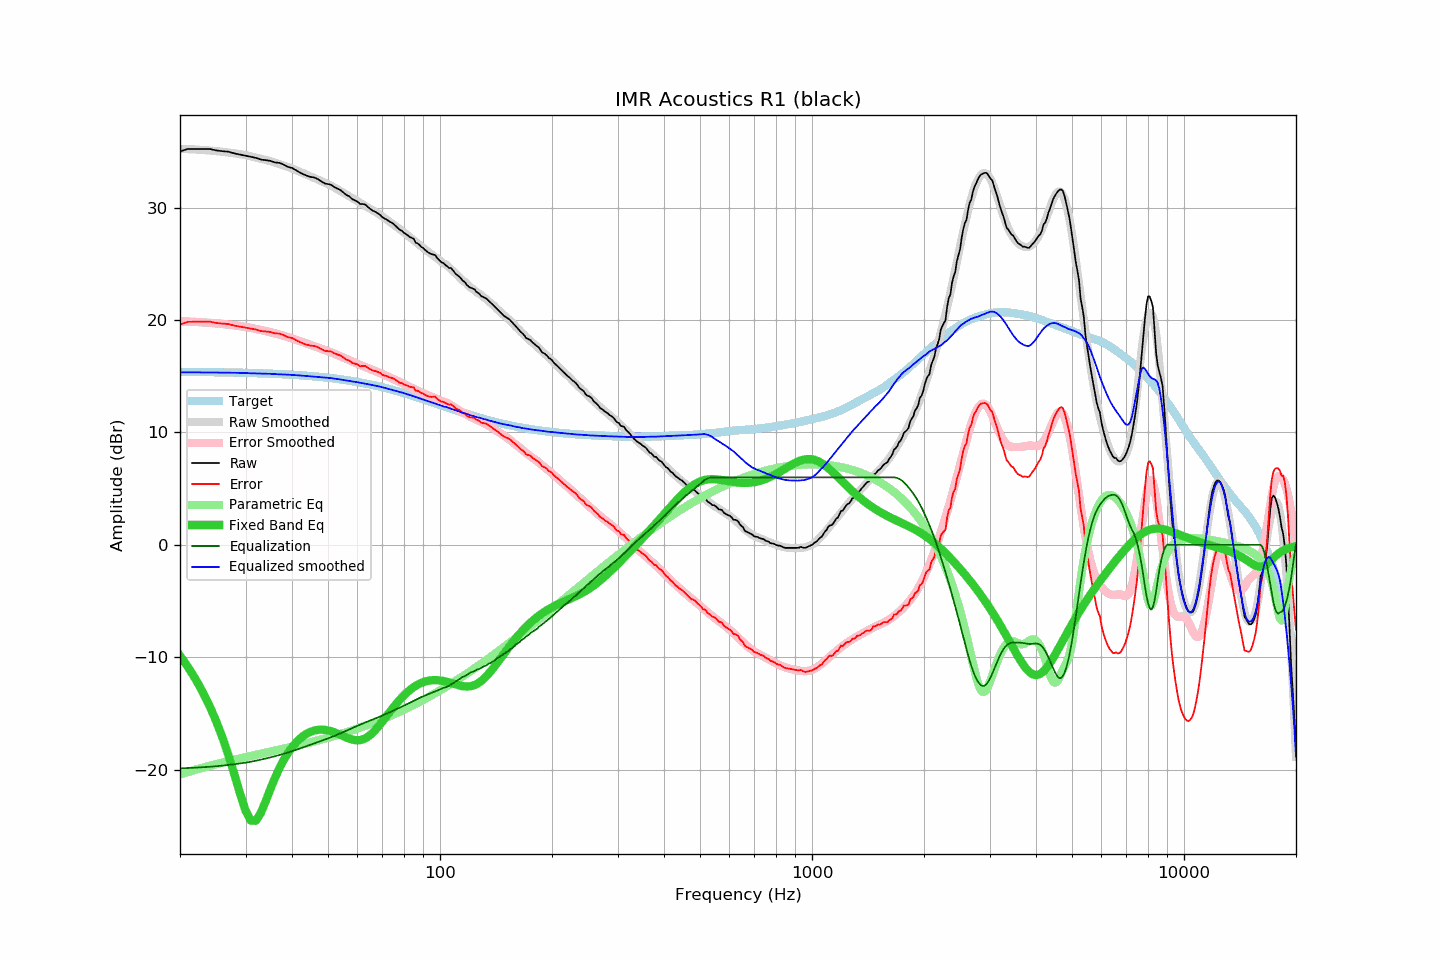 IMR Acoustics R1 (black)
Amplitude (dBr)
30
20
10
0
−10
−20
Target
Raw Smoothed
Error Smoothed
Raw
Error
Parametric Eq
Fixed Band Eq
Equalization
Equalized smoothed
100
1000
10000
Frequency (Hz)